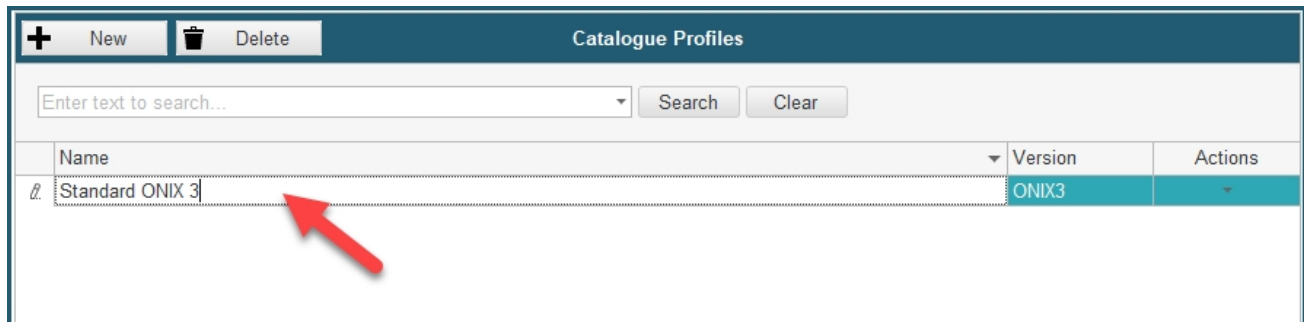 New Delete Catalogue Profiles
Enter text to search... Search Clear
Name Version Actions
Standard ONIX 3 ONIX3